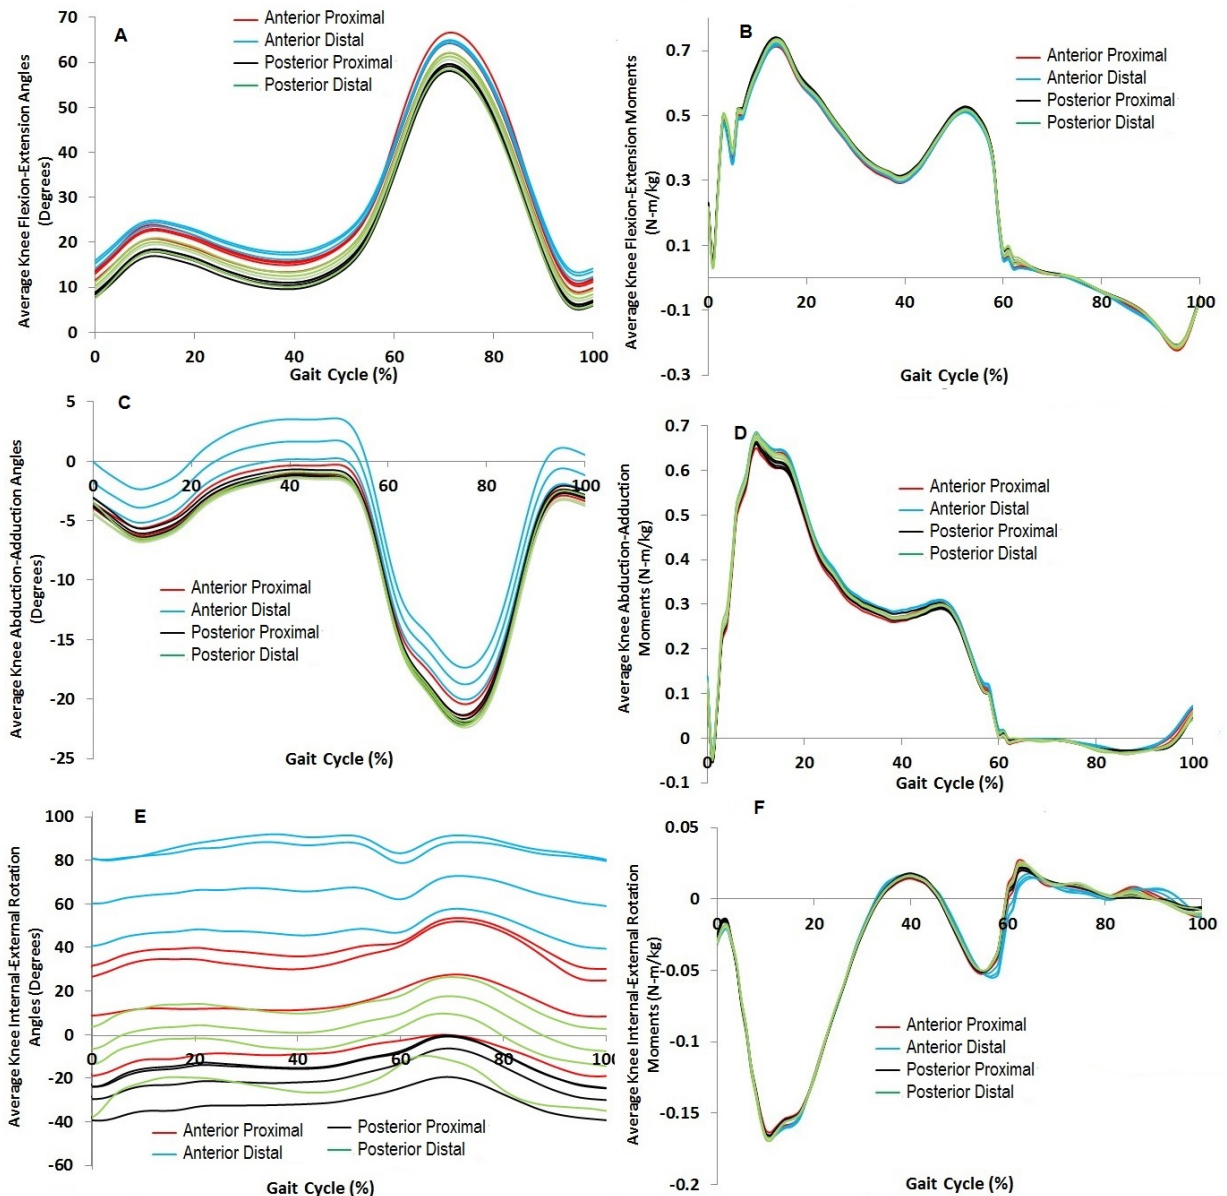 A
Average Knee Flexion-Extension Angles
(Degrees)
70
60
50
40
30
20
10
0
0 20 40 60 80 100
Gait Cycle (%)
Anterior Proximal
Anterior Distal
Posterior Proximal
Posterior Distal
B
Average Knee Flexion-Extension Moments
(N-m/kg)
0.7
0.5
0.3
0.1
-0.1
-0.3
0 20 40 60 80 100
Gait Cycle (%)
Anterior Proximal
Anterior Distal
Posterior Proximal
Posterior Distal
C
Average Knee Abduction-Adduction Angles
(Degrees)
5
0
-5
-10
-15
-20
-25
0 20 40 60 80 100
Gait Cycle (%)
Anterior Proximal
Anterior Distal
Posterior Proximal
Posterior Distal
D
Average Knee Abduction-Adduction
Moments (N-m/kg)
0.7
0.6
0.5
0.4
0.3
0.2
0.1
0
-0.1
0 20 40 60 80 100
Gait Cycle (%)
Anterior Proximal
Anterior Distal
Posterior Proximal
Posterior Distal
E
Average Knee Internal-External Rotation
Angles (Degrees)
100
80
60
40
20
0
-20
-40
-60
0 20 40 60 80 100
Anterior Proximal
Anterior Distal
Posterior Proximal
Posterior Distal
Gait Cycle (%)
F
Average Knee Internal-External Rotation
Moments (N-m/kg)
0.05
0
-0.05
-0.1
-0.15
-0.2
0 20 40 60 80 100
Anterior Proximal
Anterior Distal
Posterior Proximal
Posterior Distal
Gait Cycle (%)